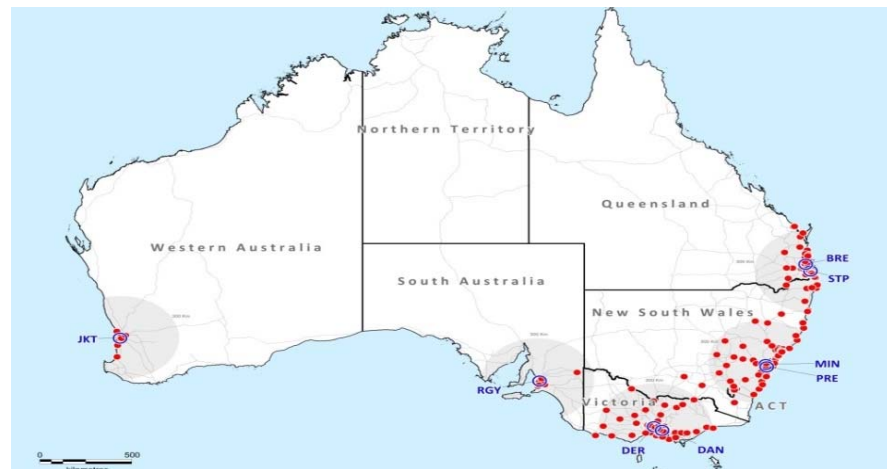 Northern Territory
Queensland
Western Australia
South Australia
BRE
STP
New South Wales
JKT
MIN
PRE
RGY
Victoria
ACT
DER
DAN
0
500